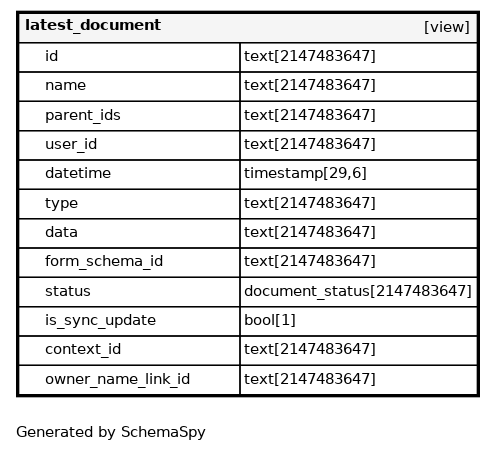 latest_document [view]
id text[2147483647]
name text[2147483647]
parent_ids text[2147483647]
user_id text[2147483647]
datetime timestamp[29,6]
type text[2147483647]
data text[2147483647]
form_schema_id text[2147483647]
status document_status[2147483647]
is_sync_update bool[1]
context_id text[2147483647]
owner_name_link_id text[2147483647]
Generated by SchemaSpy